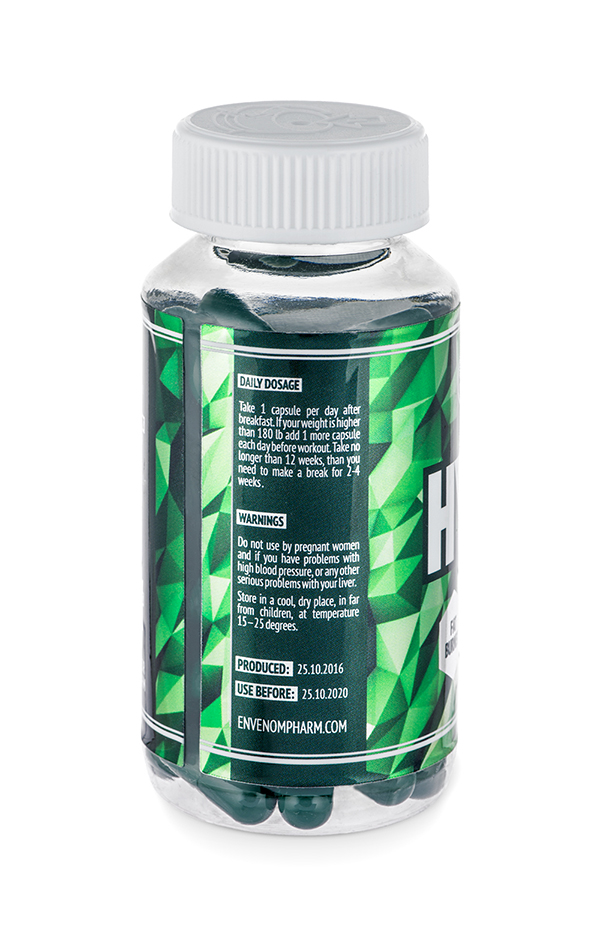 DAILY DOSAGE
Take 1 capsule per day after
breakfast. If your weight is higher
than 180 lb add 1 more capsule
each day before workout. Take no
longer than 12 weeks, than you
need to make a break for 2-4
weeks.
WARNINGS
Do not use by pregnant women
and if you have problems with
high blood pressure, or any other
serious problems with your liver.
Store in a cool, dry place, in far
from children, at temperature
15–25 degrees.
PRODUCED: 25.10.2016
USE BEFORE: 25.10.2020
ENVENOMPHARM.COM